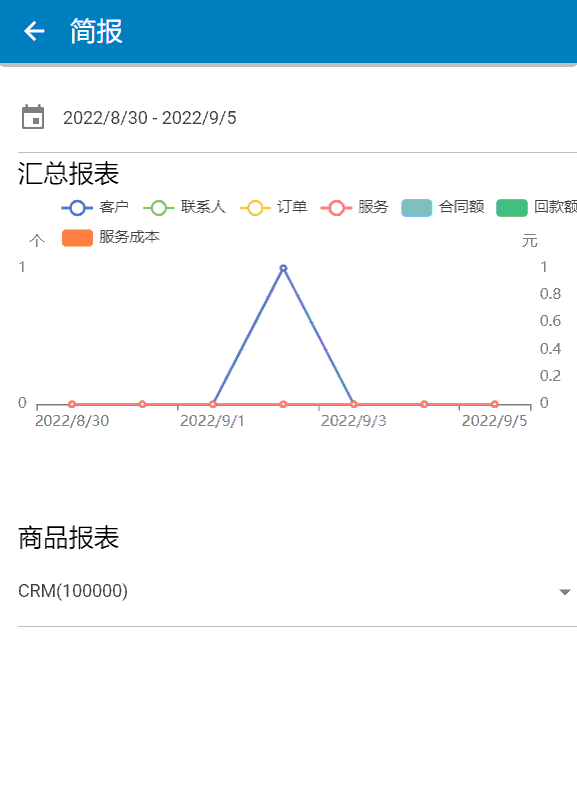 简报
2022/8/30 - 2022/9/5
汇总报表
客户 联系人 订单 服务 合同额 回款额
个 服务成本 元
1 1
0.8
0.6
0.4
0.2
0 0
2022/8/30 2022/9/1 2022/9/3 2022/9/5
商品报表
CRM(100000)